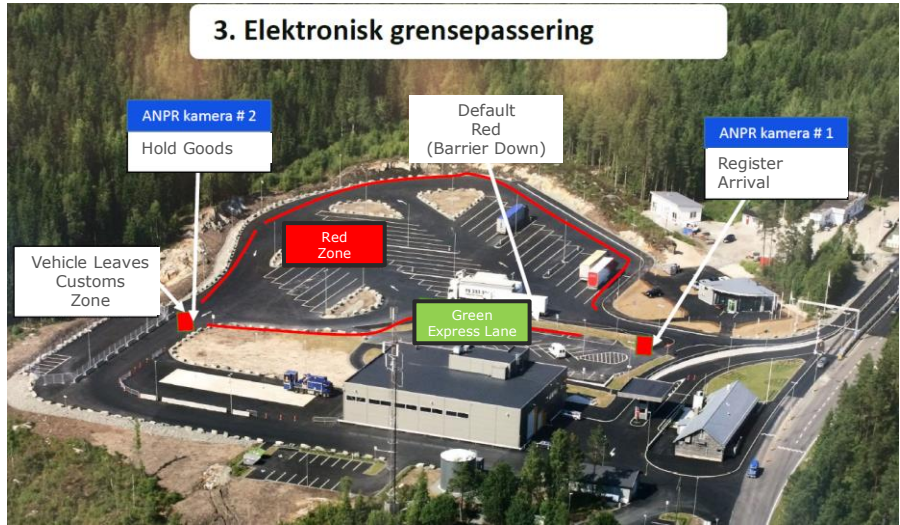 3. Elektronisk grensepassering
ANPR kamera # 2
Hold Goods
Default
Red
(Barrier Down)
ANPR kamera # 1
Register
Arrival
Red
Zone
Vehicle Leaves
Customs
Zone
Green
Express Lane